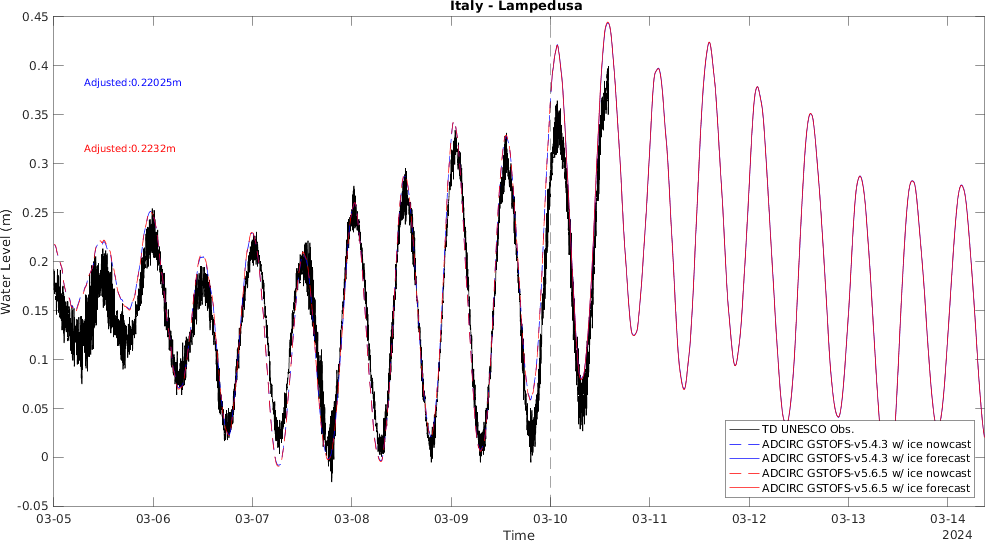 Italy - Lampedusa
0.45
0.4
0.35
0.3
0.25
0.2
0.15
0.1
0.05
0
-0.05
Water Level (m)
Adjusted:0.22025m
Adjusted:0.2232m
TD UNESCO Obs.
ADCIRC GSTOFS-v5.4.3 w/ ice nowcast
ADCIRC GSTOFS-v5.4.3 w/ ice forecast
ADCIRC GSTOFS-v5.6.5 w/ ice nowcast
ADCIRC GSTOFS-v5.6.5 w/ ice forecast
03-05 03-06 03-07 03-08 03-09 03-10 03-11 03-12 03-13 03-14
Time
2024